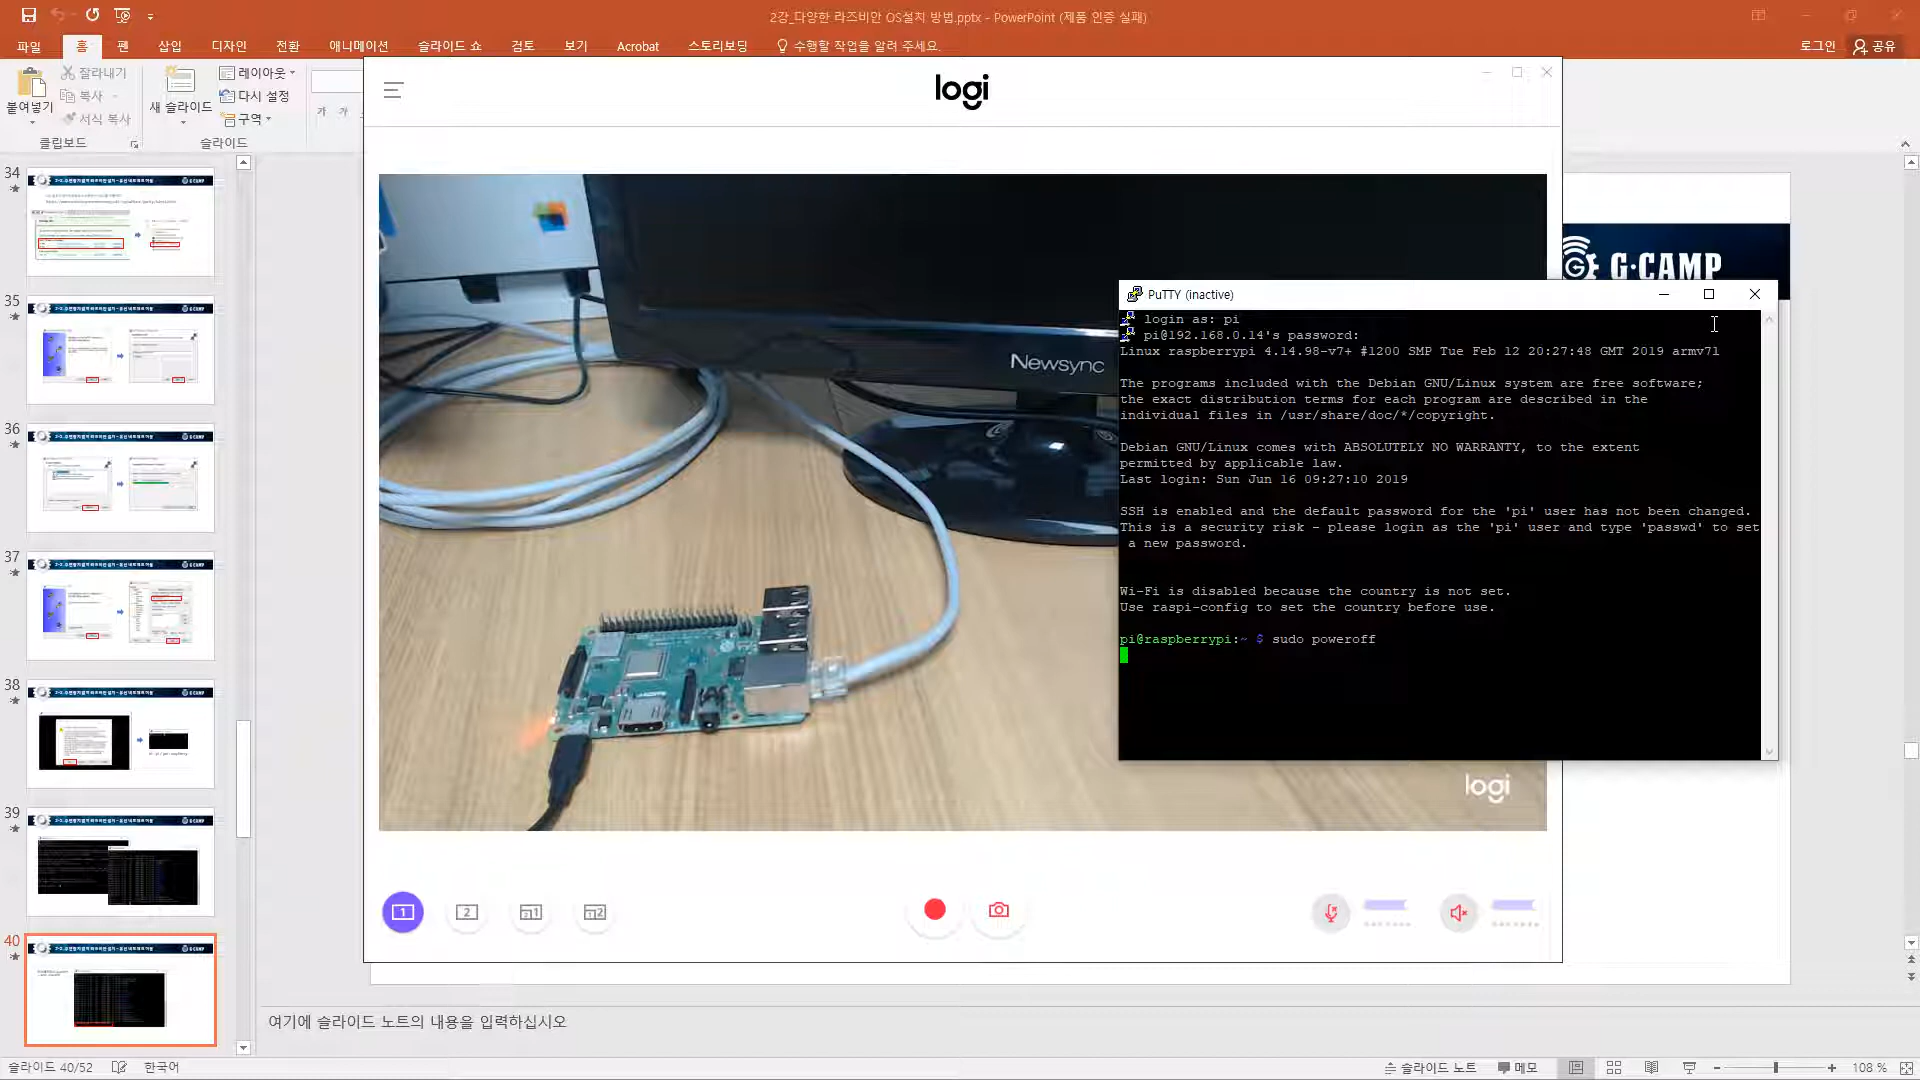 2강_다양한 라즈비안 OS설치 방법.pptx - PowerPoint (제품 인증 실패)
파일 홈 펜 삽입 디자인 전환 애니메이션 슬라이드 쇼 검토 보기 Acrobat 스토리보딩 수행할 작업을 알려 주세요. 로그인 공유
붙여넣기
잘라내기
복사
서식 복사
클립보드
새 슬라이드
레이아웃
다시 설정
구역
슬라이드
가 가
logi
34
35
36
37
38
39
40
G·CAMP
Newsync
PuTTY (inactive)
login as: pi
pi@192.168.0.14's password:
Linux raspberrypi 4.14.98-v7+ #1200 SMP Tue Feb 12 20:27:48 GMT 2019 armv7l
The programs included with the Debian GNU/Linux system are free software;
the exact distribution terms for each program are described in the
individual files in /usr/share/doc/*/copyright.
Debian GNU/Linux comes with ABSOLUTELY NO WARRANTY, to the extent
permitted by applicable law.
Last login: Sun Jun 16 09:27:10 2019
SSH is enabled and the default password for the 'pi' user has not been changed.
This is a security risk - please login as the 'pi' user and type 'passwd' to set
a new password.
Wi-Fi is disabled because the country is not set.
Use raspi-config to set the country before use.
pi@raspberrypi:~ $ sudo poweroff
logi
1 2 21 12
여기에 슬라이드 노트의 내용을 입력하십시오
슬라이드 40/52 한국어 슬라이드 노트 메모 108 %